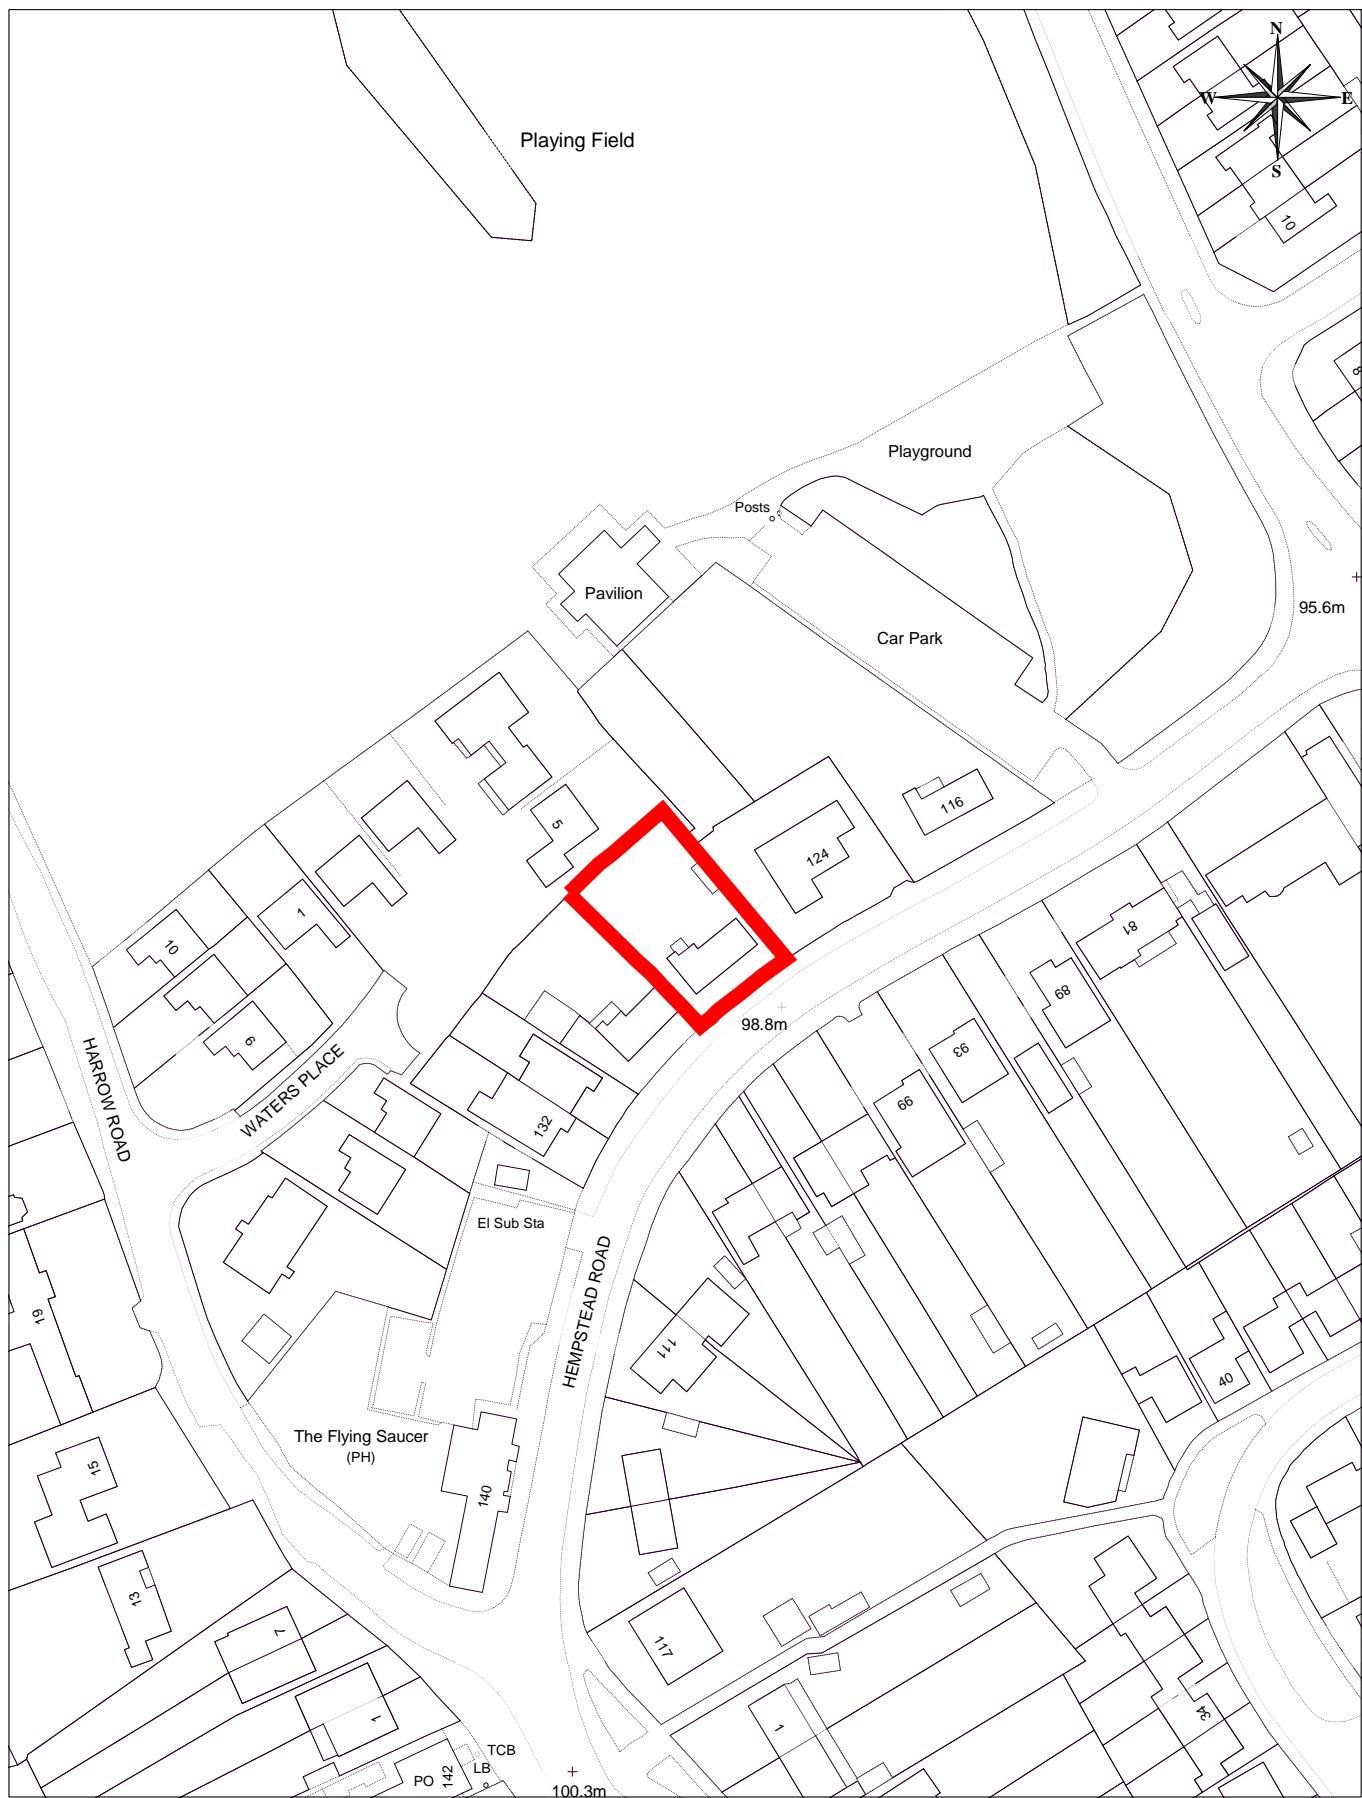 N
W
E
S
Playing Field
10
8
Playground
Posts
Pavilion
95.6m
Car Park
116
5
124
1
10
81
68
6
98.8m
93
99
HARROW ROAD
WATERS PLACE
132
El Sub Sta
HEMPSTEAD ROAD
19
111
40
The Flying Saucer
(PH)
15
140
13
7
117
1
1
34
TCB
LB
PO
142
100.3m